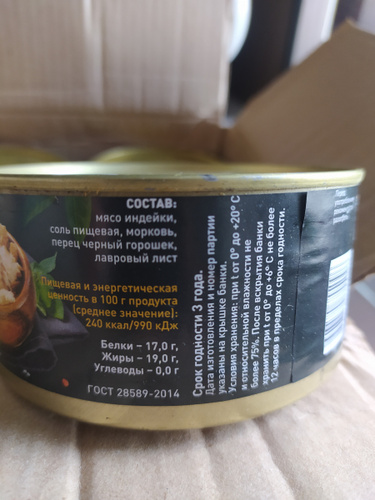 СОСТАВ:
мясо индейки,
соль пищевая, морковь,
перец черный горошек,
лавровый лист
Пищевая и энергетическая
ценность в 100 г продукта
(среднее значение):
240 ккал/990 кДж
Белки – 17,0 г,
Жиры – 19,0 г,
Углеводы – 0,0 г
ГОСТ 28589-2014
Срок годности 3 года.
Дата изготовления и номер партии
указаны на крышке банки.
Условия хранения: при t от 0° до +20° С
и относительной влажности не
более 75%. После вскрытия банки
хранить при t от 0° до +6° С не более
12 часов в пределах срока годности.